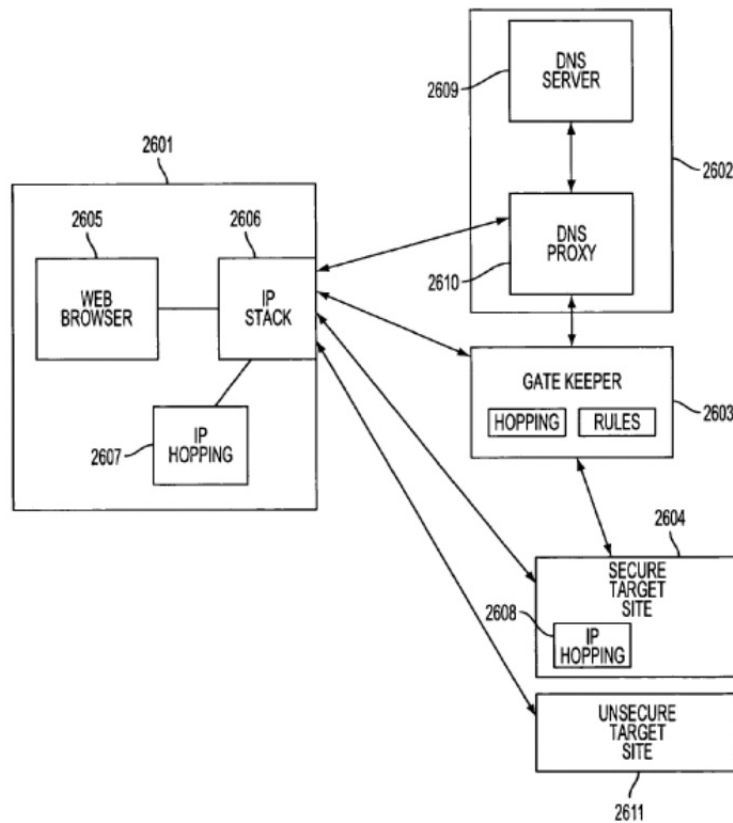 2601
2605
WEB
BROWSER
2606
IP
STACK
2607
IP
HOPPING
2609
DNS
SERVER
2602
2610
DNS
PROXY
GATE KEEPER
HOPPING
RULES
2603
2604
SECURE
TARGET
SITE
2608
IP
HOPPING
UNSECURE
TARGET
SITE
2611